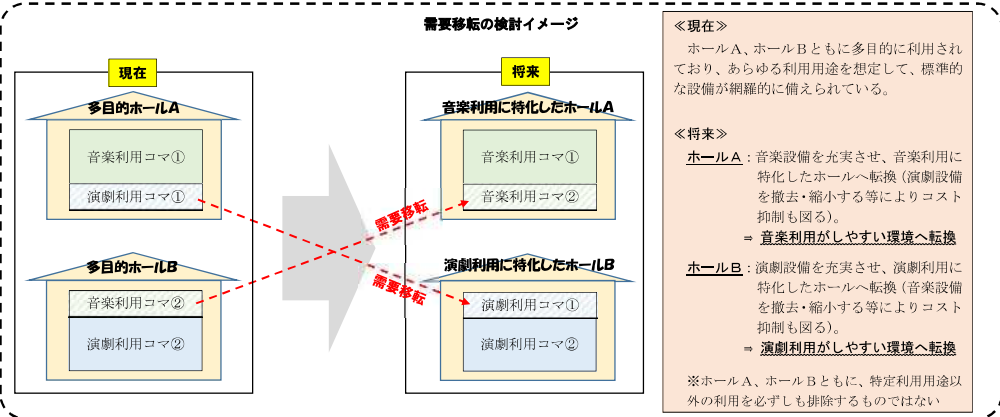 需要移転の検討イメージ
現在
多目的ホールA
音楽利用コマ①
演劇利用コマ①
多目的ホールB
音楽利用コマ②
演劇利用コマ②
需要移転
需要移転
将来
音楽利用に特化したホールA
音楽利用コマ①
音楽利用コマ②
演劇利用に特化したホールB
演劇利用コマ①
演劇利用コマ②
≪現在≫
ホールA、ホールBともに多目的に利用され
ており、あらゆる利用用途を想定して、標準的
な設備が網羅的に備えられている。
≪将来≫
ホールA:音楽設備を充実させ、音楽利用に
特化したホールへ転換(演劇設備
を撤去・縮小する等によりコスト
抑制も図る)。
⇒ 音楽利用がしやすい環境へ転換
ホールB:演劇設備を充実させ、演劇利用に
特化したホールへ転換(音楽設備
を撤去・縮小する等によりコスト
抑制も図る)。
⇒ 演劇利用がしやすい環境へ転換
※ホールA、ホールBともに、特定利用用途以
外の利用を必ずしも排除するものではない